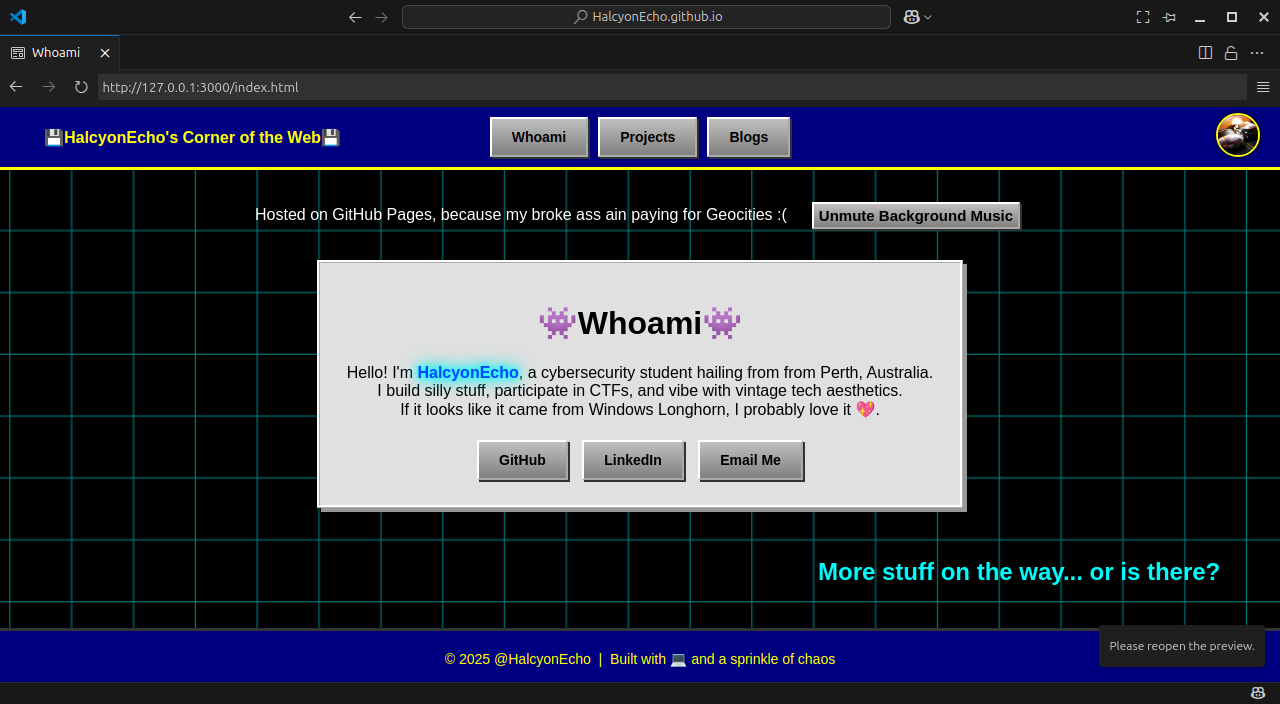 HalcyonEcho.github.io
Whoami
http://127.0.0.1:3000/index.html
💾HalcyonEcho's Corner of the Web💾
Whoami
Projects
Blogs
Hosted on GitHub Pages, because my broke ass ain paying for Geocities :(
Unmute Background Music
👾Whoami👾
Hello! I'm HalcyonEcho, a cybersecurity student hailing from from Perth, Australia.
I build silly stuff, participate in CTFs, and vibe with vintage tech aesthetics.
If it looks like it came from Windows Longhorn, I probably love it 💖.
GitHub
LinkedIn
Email Me
More stuff on the way... or is there?
Please reopen the preview.
© 2025 @HalcyonEcho | Built with 💻 and a sprinkle of chaos